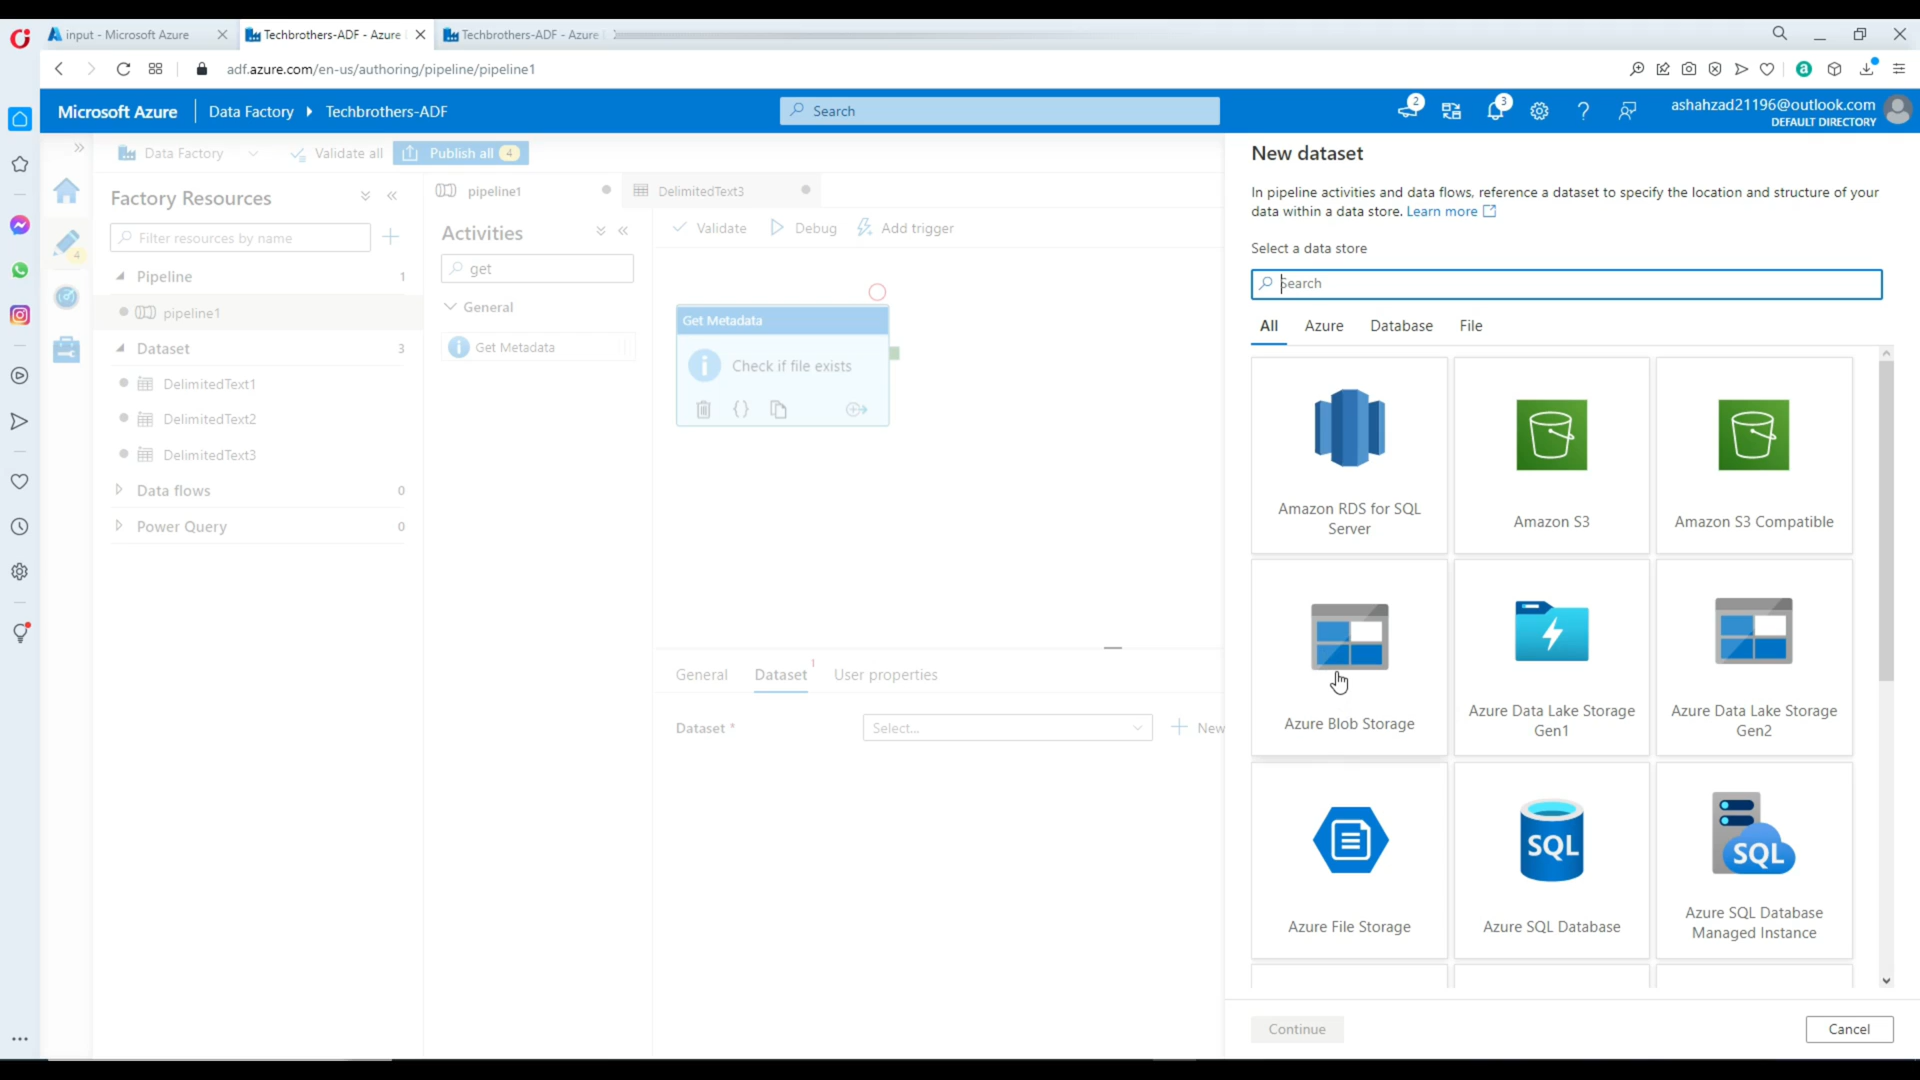 input - Microsoft Azure
Techbrothers-ADF - Azure
Techbrothers-ADF - Azure
adf.azure.com/en-us/authoring/pipeline/pipeline1
Microsoft Azure
Data Factory
Techbrothers-ADF
Search
2
3
ashahzad21196@outlook.com
DEFAULT DIRECTORY
Data Factory
Validate all
Publish all
4
New dataset
In pipeline activities and data flows, reference a dataset to specify the location and structure of your
data within a data store. Learn more
Factory Resources
pipeline1
DelimitedText3
Filter resources by name
Activities
Validate
Debug
Add trigger
4
get
Select a data store
Search
Pipeline
1
General
pipeline1
Get Metadata
Get Metadata
Check if file exists
{}
All
Azure
Database
File
Dataset
3
DelimitedText1
DelimitedText2
DelimitedText3
Data flows
0
Power Query
0
Amazon RDS for SQL
Server
Amazon S3
Amazon S3 Compatible
Azure Blob Storage
Azure Data Lake Storage
Gen1
Azure Data Lake Storage
Gen2
General
Dataset
1
User properties
Dataset *
Select...
New
SQL
SQL
Azure File Storage
Azure SQL Database
Azure SQL Database
Managed Instance
Continue
Cancel